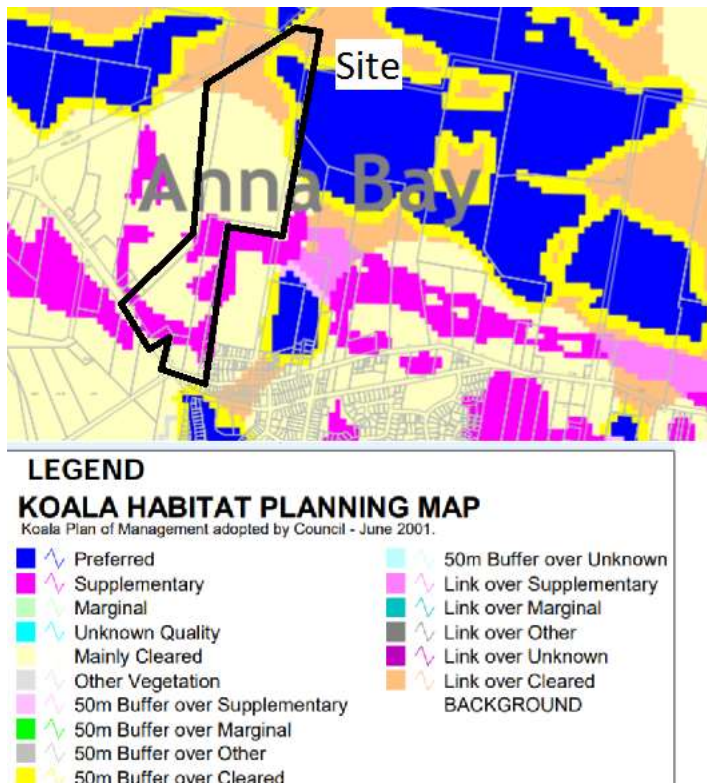 Site
Anna Bay
LEGEND
KOALA HABITAT PLANNING MAP
Koala Plan of Management adopted by Council - June 2001.
Preferred
Supplementary
Marginal
Unknown Quality
Mainly Cleared
Other Vegetation
50m Buffer over Supplementary
50m Buffer over Marginal
50m Buffer over Other
50m Buffer over Cleared
50m Buffer over Unknown
Link over Supplementary
Link over Marginal
Link over Other
Link over Unknown
Link over Cleared
BACKGROUND